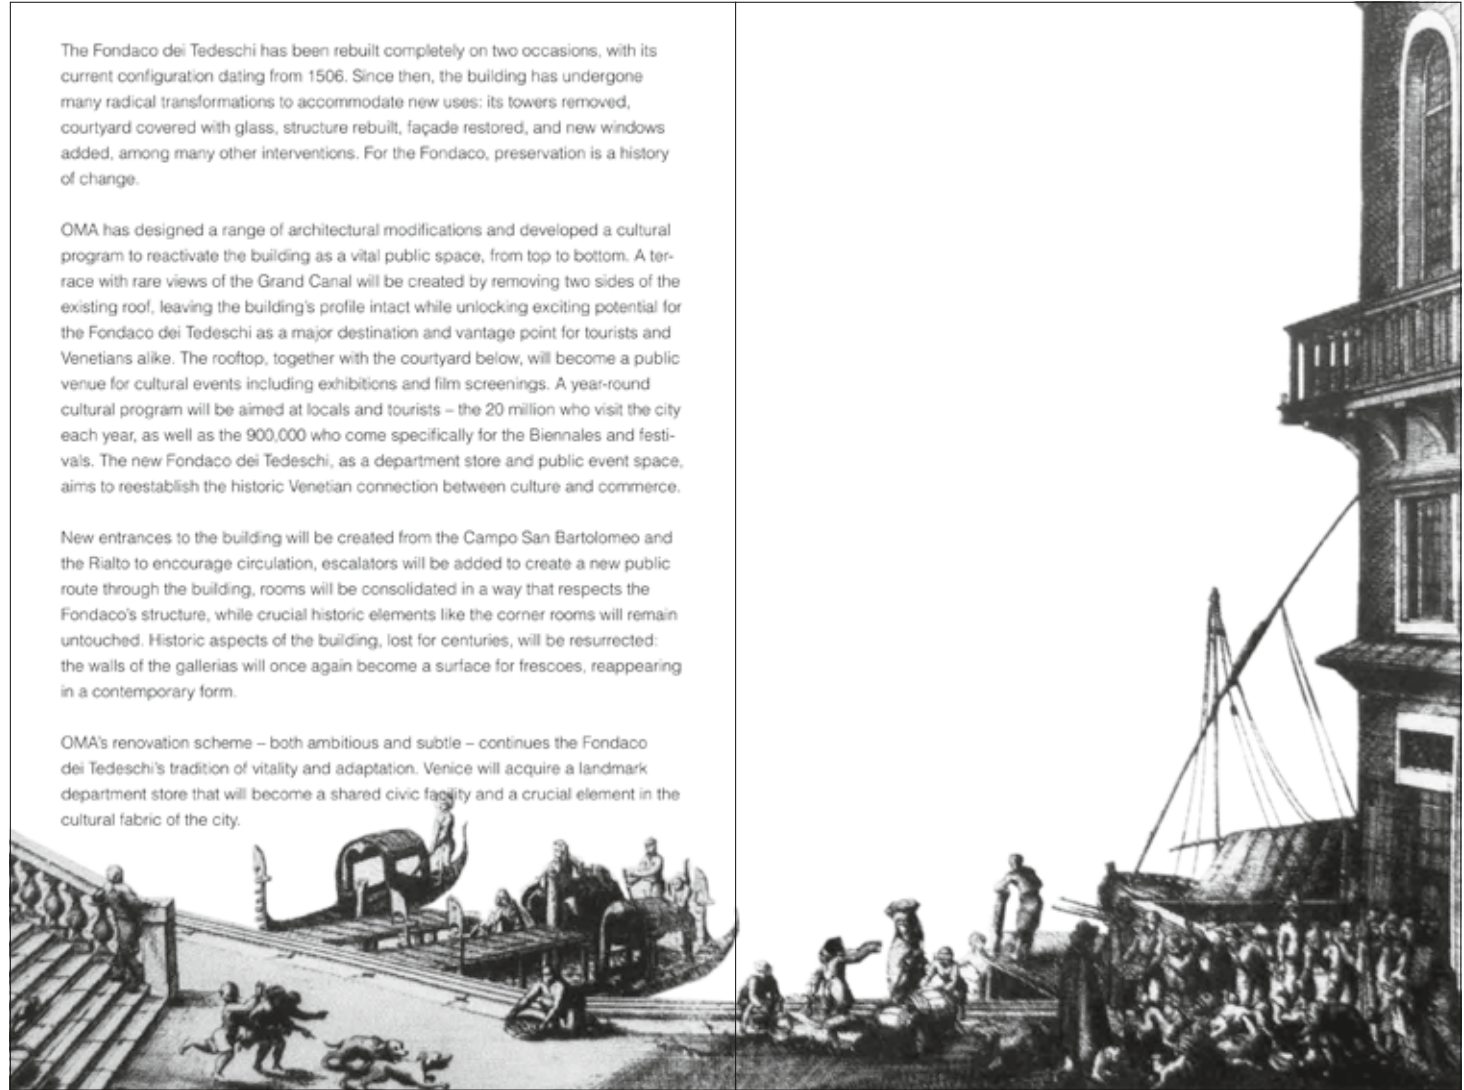 The Fondaco dei Tedeschi has been rebuilt completely on two occasions, with its
current configuration dating from 1506. Since then, the building has undergone
many radical transformations to accommodate new uses: its towers removed,
courtyard covered with glass, structure rebuilt, façade restored, and new windows
added, among many other interventions. For the Fondaco, preservation is a history
of change.
OMA has designed a range of architectural modifications and developed a cultural
program to reactivate the building as a vital public space, from top to bottom. A ter-
race with rare views of the Grand Canal will be created by removing two sides of the
existing roof, leaving the building's profile intact while unlocking exciting potential for
the Fondaco dei Tedeschi as a major destination and vantage point for tourists and
Venetians alike. The rooftop, together with the courtyard below, will become a public
venue for cultural events including exhibitions and film screenings. A year-round
cultural program will be aimed at locals and tourists – the 20 million who visit the city
each year, as well as the 900,000 who come specifically for the Biennales and festi-
vals. The new Fondaco dei Tedeschi, as a department store and public event space,
aims to reestablish the historic Venetian connection between culture and commerce.
New entrances to the building will be created from the Campo San Bartolomeo and
the Rialto to encourage circulation, escalators will be added to create a new public
route through the building, rooms will be consolidated in a way that respects the
Fondaco's structure, while crucial historic elements like the corner rooms will remain
untouched. Historic aspects of the building, lost for centuries, will be resurrected:
the walls of the gallerias will once again become a surface for frescoes, reappearing
in a contemporary form.
OMA's renovation scheme – both ambitious and subtle – continues the Fondaco
dei Tedeschi's tradition of vitality and adaptation. Venice will acquire a landmark
department store that will become a shared civic facility and a crucial element in the
cultural fabric of the city.